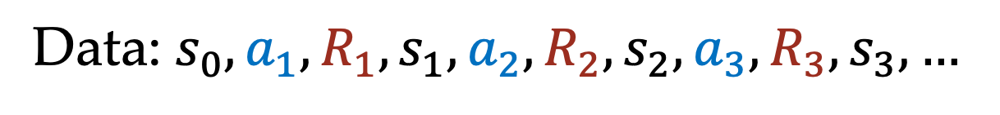 Data: s₀, a₁, R₁, s₁, a₂, R₂, s₂, a₃, R₃, s₃, ...